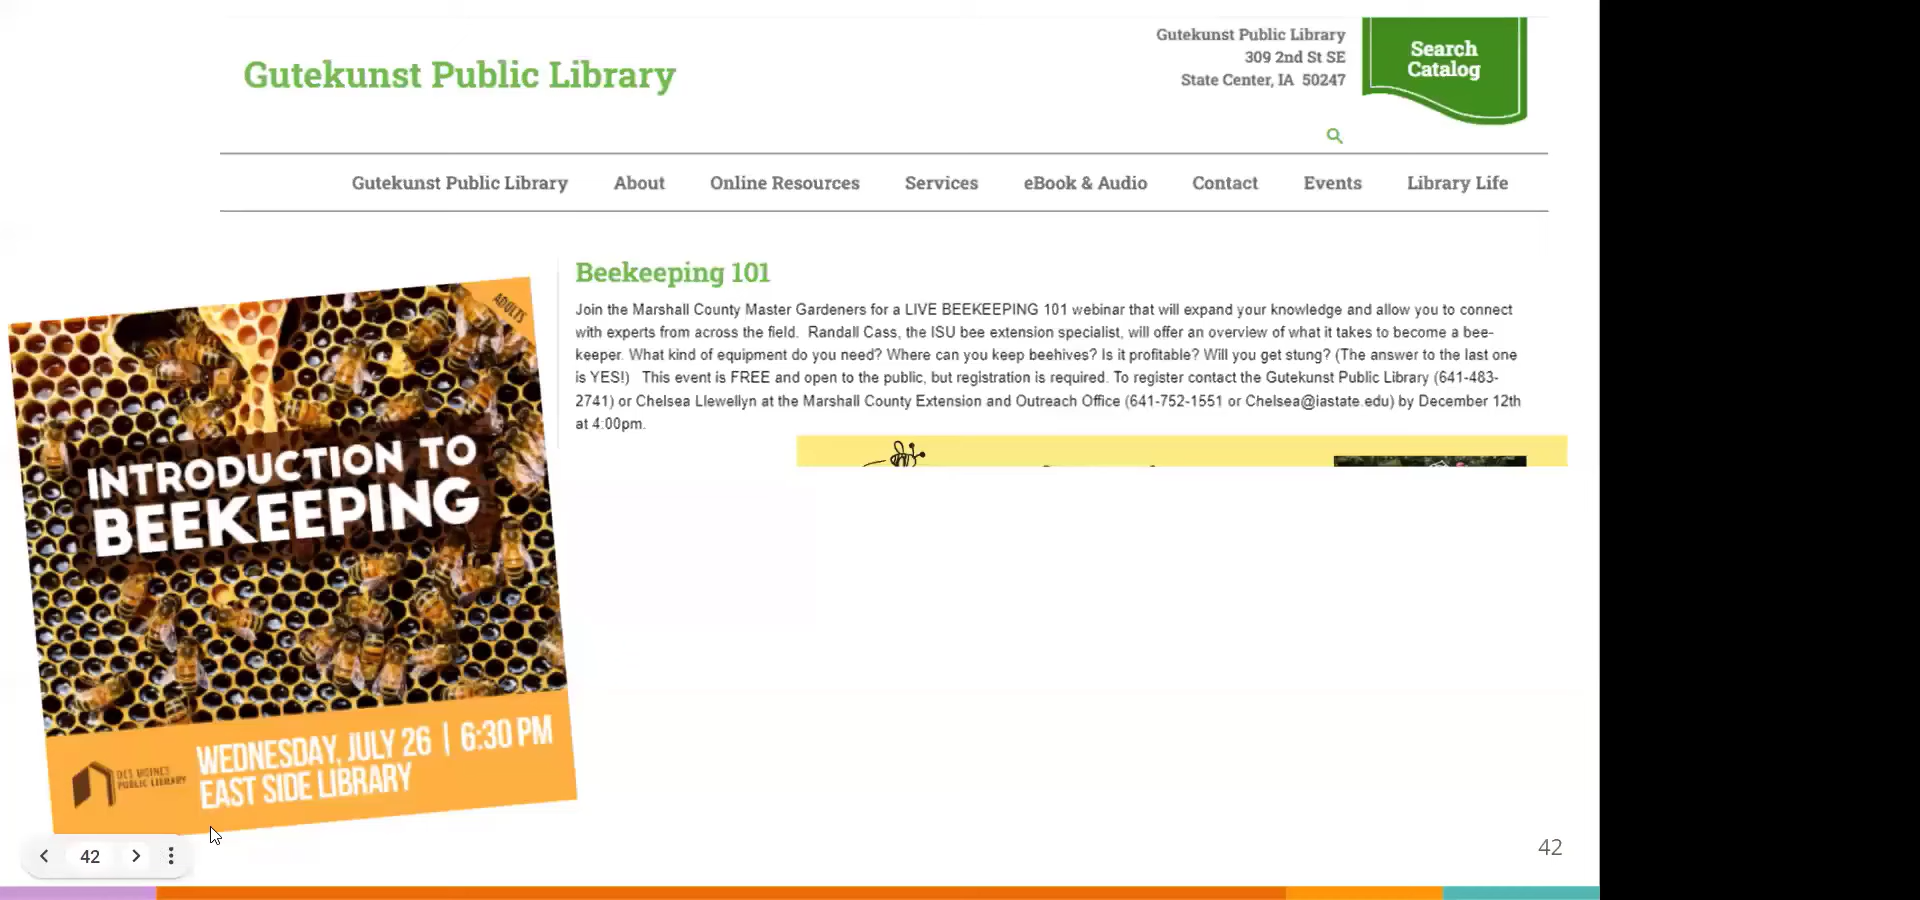 Gutekunst Public Library
Gutekunst Public Library
309 2nd St SE
State Center, IA  50247
Search
Catalog
Gutekunst Public Library
About
Online Resources
Services
eBook & Audio
Contact
Events
Library Life
Beekeeping 101
Join the Marshall County Master Gardeners for a LIVE BEEKEEPING 101 webinar that will expand your knowledge and allow you to connect
with experts from across the field.  Randall Cass, the ISU bee extension specialist, will offer an overview of what it takes to become a bee-
keeper. What kind of equipment do you need? Where can you keep beehives? Is it profitable? Will you get stung? (The answer to the last one
is YES!)   This event is FREE and open to the public, but registration is required. To register contact the Gutekunst Public Library (641-483-
2741) or Chelsea Llewellyn at the Marshall County Extension and Outreach Office (641-752-1551 or Chelsea@iastate.edu) by December 12th
at 4:00pm.
ADULTS
INTRODUCTION TO
BEEKEEPING
WEDNESDAY, JULY 26 | 6:30 PM
EAST SIDE LIBRARY
DES MOINES
PUBLIC LIBRARY
42
42